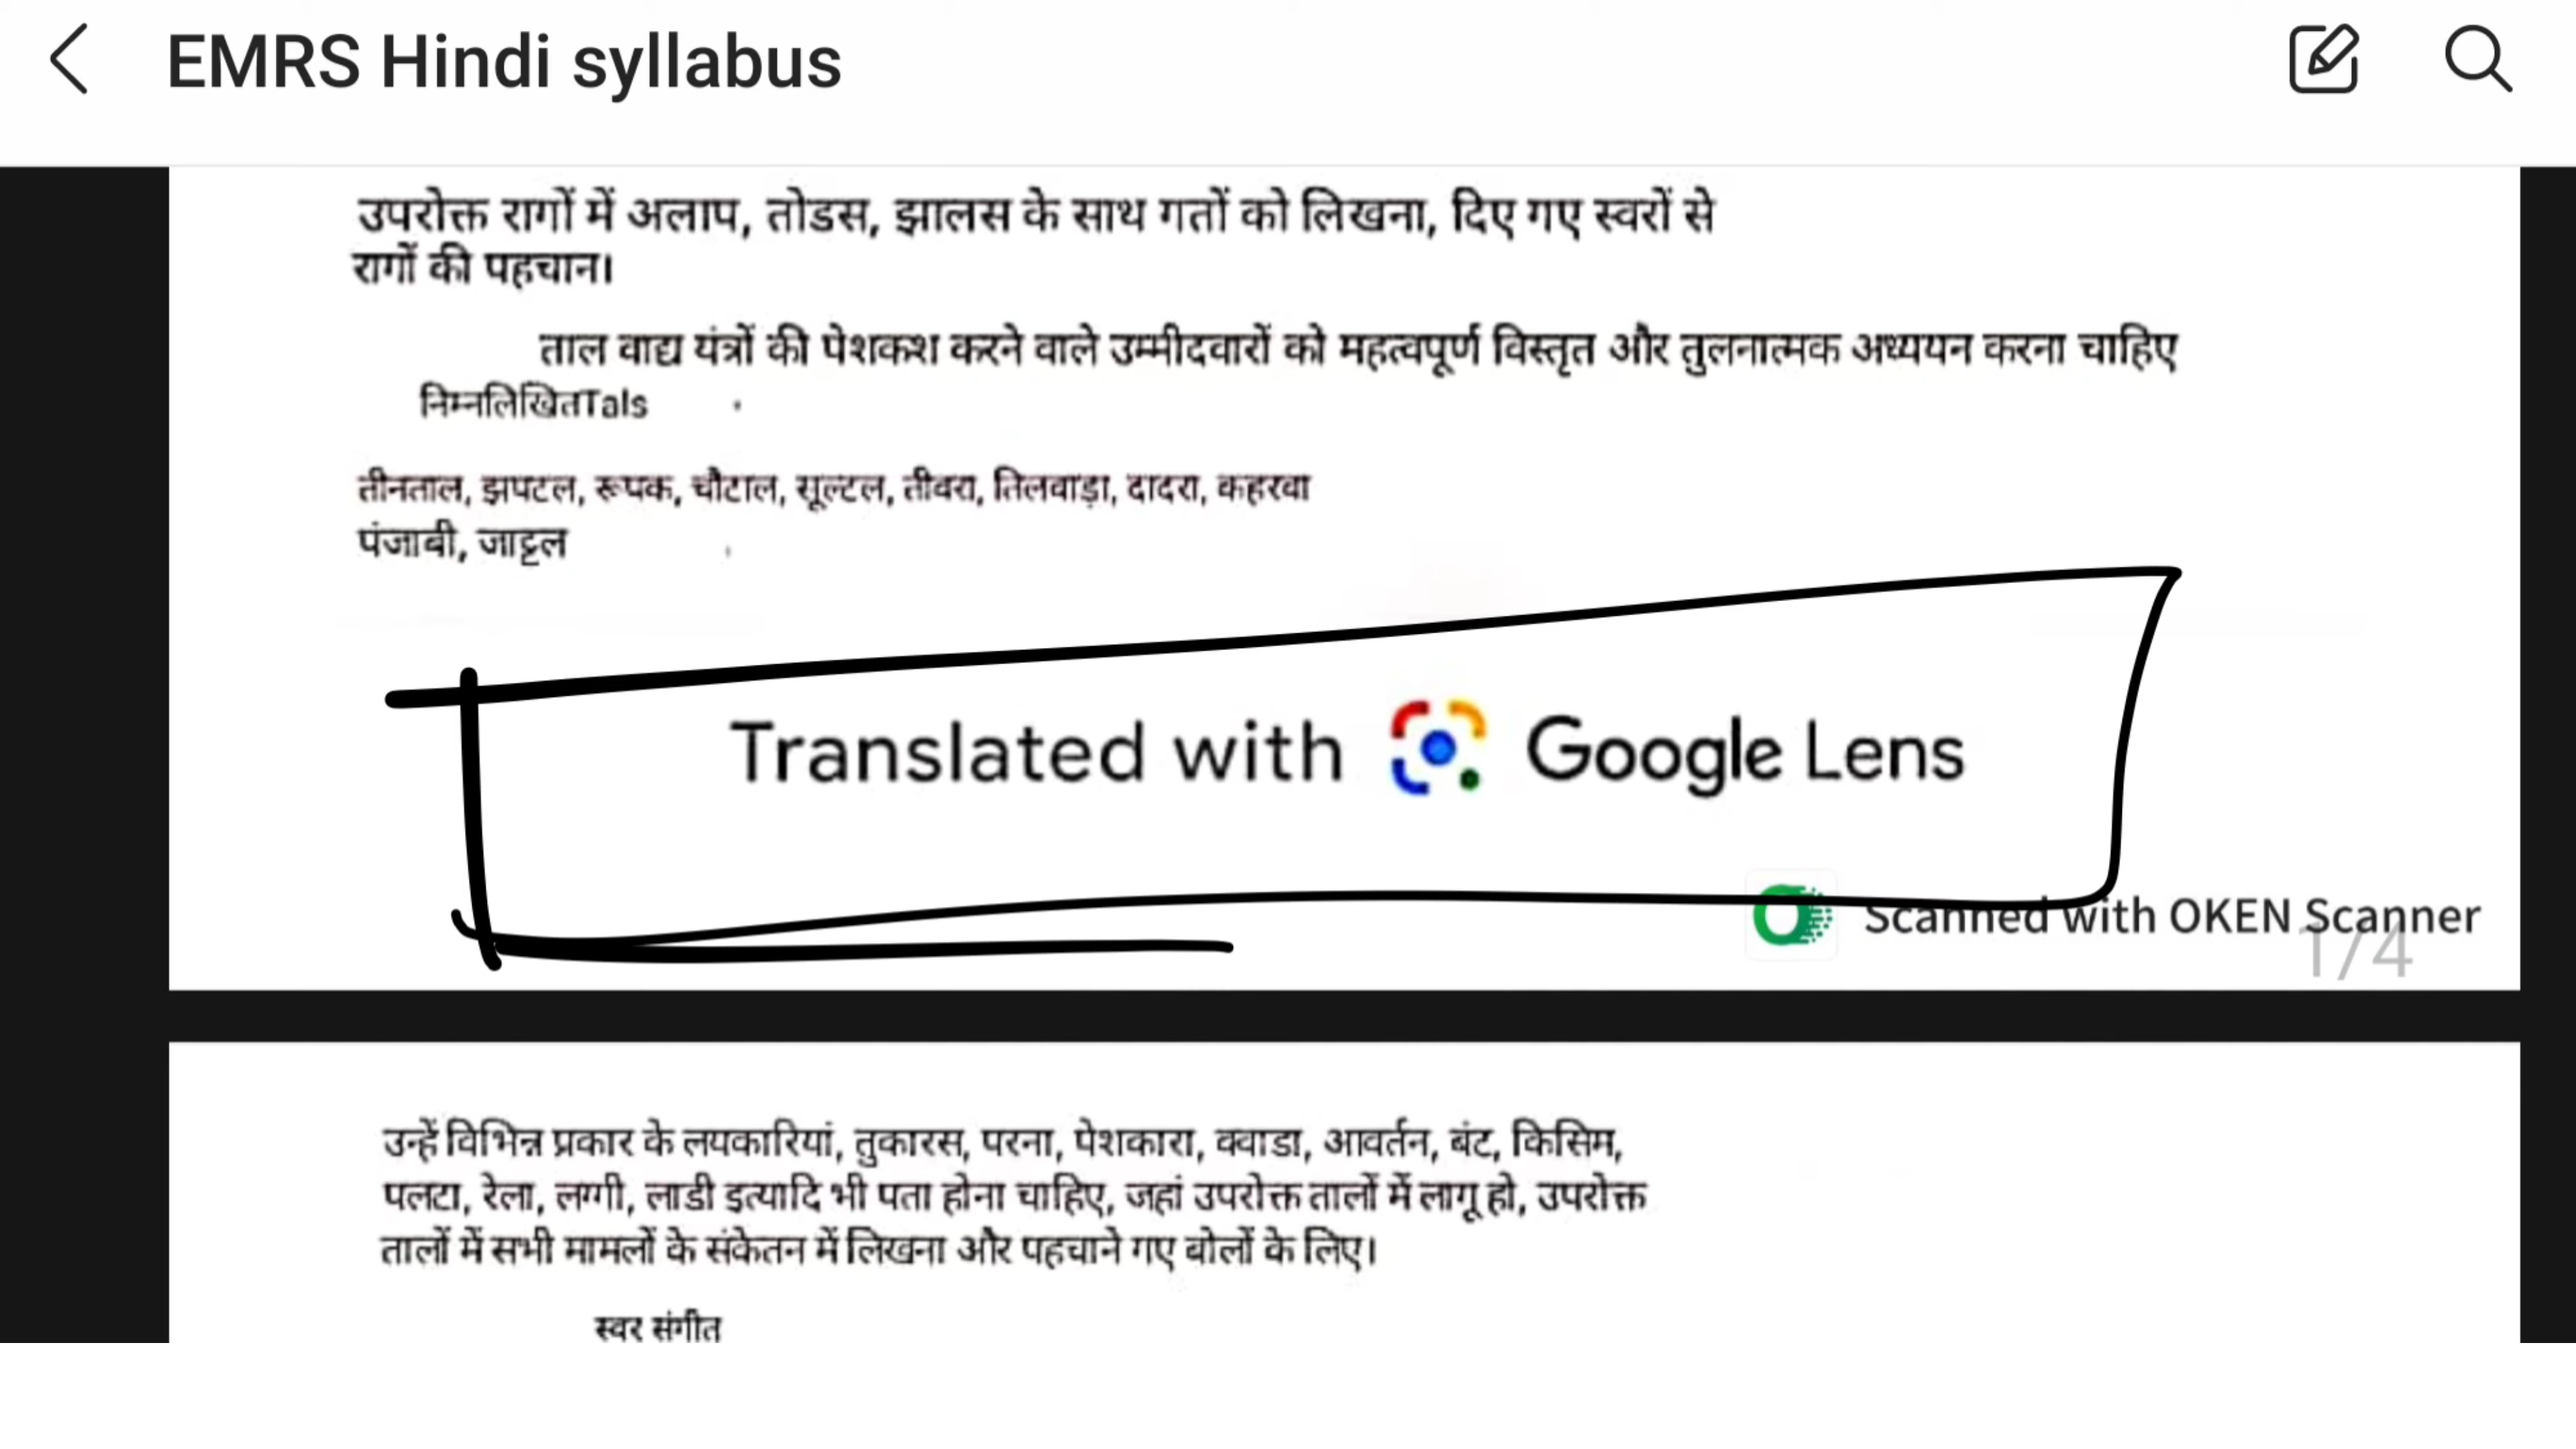 EMRS Hindi syllabus
उपरोक्त रागों में अलाप, तोडस, झालस के साथ गतों को लिखना, दिए गए स्वरों से
रागों की पहचान।
ताल वाद्य यंत्रों की पेशकश करने वाले उम्मीदवारों को महत्वपूर्ण विस्तृत और तुलनात्मक अध्ययन करना चाहिए
निम्नलिखितTals
तीनताल, झपटल, रूपक, चौटाल, सूल्टल, तीवरा, तिलवाड़ा, दादरा, कहरवा
पंजाबी, जाट्टल
Translated with Google Lens
Scanned with OKEN Scanner
1/4
उन्हें विभिन्न प्रकार के लयकारियां, तुकारस, परना, पेशकारा, क्वाडा, आवर्तन, बंट, किसिम,
पलटा, रेला, लग्गी, लाडी इत्यादि भी पता होना चाहिए, जहां उपरोक्त तालों में लागू हो, उपरोक्त
तालों में सभी मामलों के संकेतन में लिखना और पहचाने गए बोलों के लिए।
स्वर संगीत